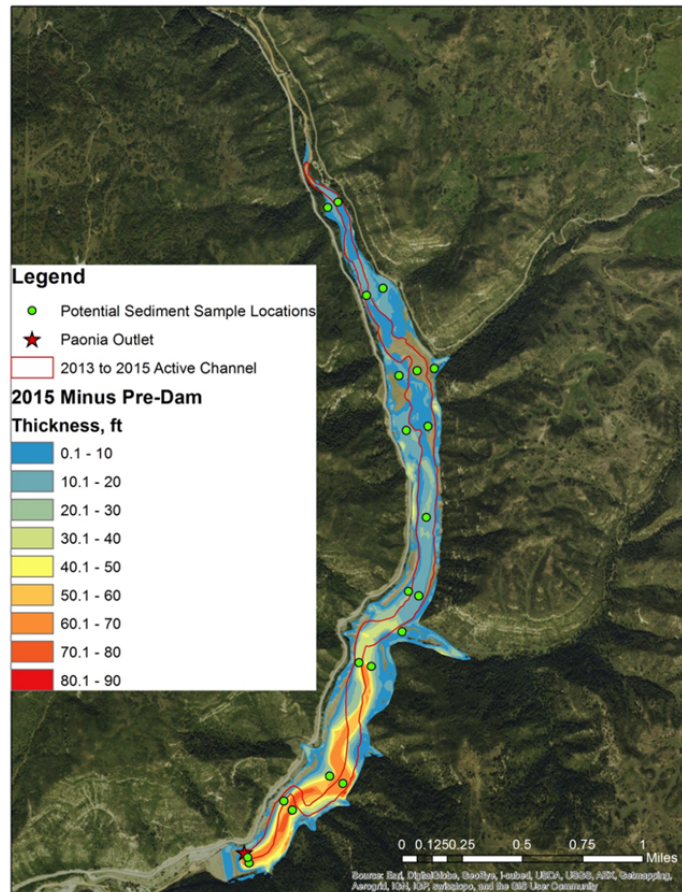 Legend
Potential Sediment Sample Locations
Paonia Outlet
2013 to 2015 Active Channel
2015 Minus Pre-Dam
Thickness, ft
0.1 - 10
10.1 - 20
20.1 - 30
30.1 - 40
40.1 - 50
50.1 - 60
60.1 - 70
70.1 - 80
80.1 - 90
0 0.125 0.25 0.5 0.75 1
Miles
Source: Esri, DigitalGlobe, GeoEye, i-cubed, USDA, USGS, AEX, Getmapping,
Aerogrid, IGN, IGP, swisstopo, and the GIS User Community